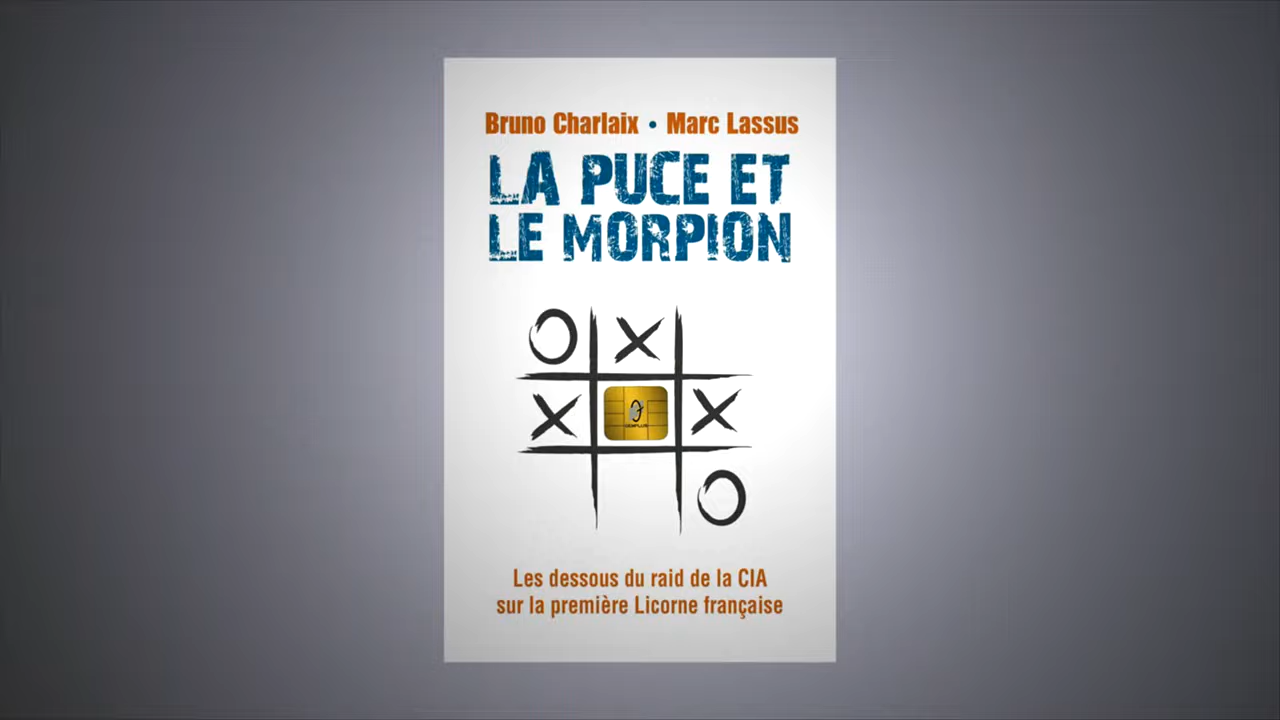 Bruno Charlaix • Marc Lassus
LA PUCE ET
LE MORPION
O X
X X
O
GEMPLUS
Les dessous du raid de la CIA
sur la première Licorne française